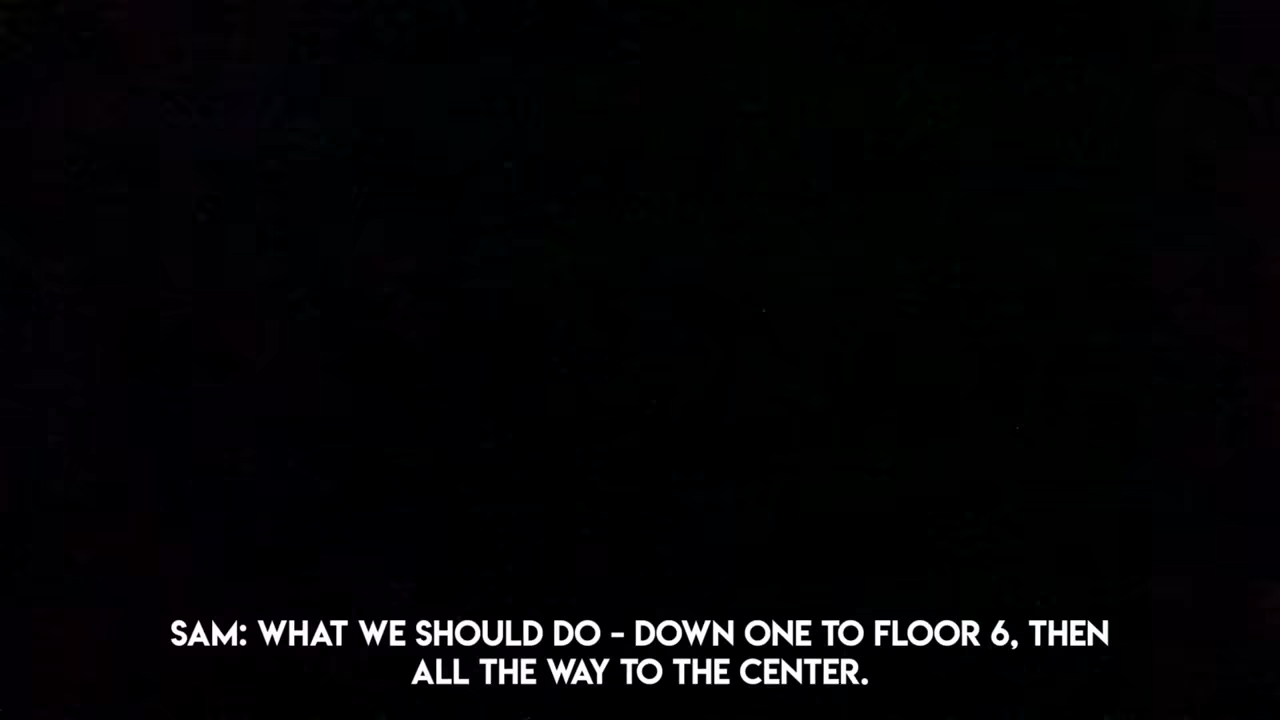 SAM: WHAT WE SHOULD DO - DOWN ONE TO FLOOR 6, THEN
ALL THE WAY TO THE CENTER.